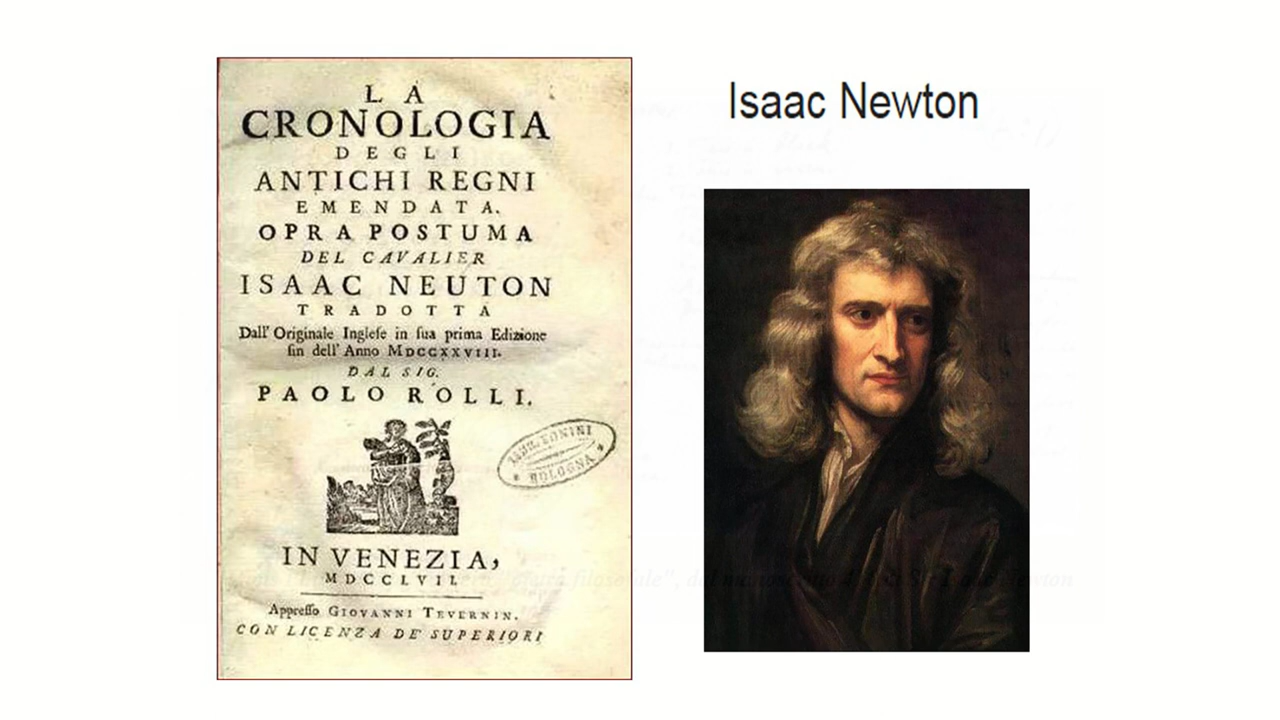 LA
CRONOLOGIA
DEGLI
ANTICHI REGNI
EMENDATA.
OPRA POSTUMA
DEL CAVALIER
ISAAC NEUTON
TRADOTTA
Dall' Originale Inglese in sua prima Edizione
fin dell' Anno MDCCXXVIII.
DAL SIG.
PAOLO ROLLI.
BOLOGNA
IN VENEZIA,
MDCCLVII.
Appresso GIOVANNI TEVERNIN.
CON LICENZA DE' SUPERIORI
Isaac Newton